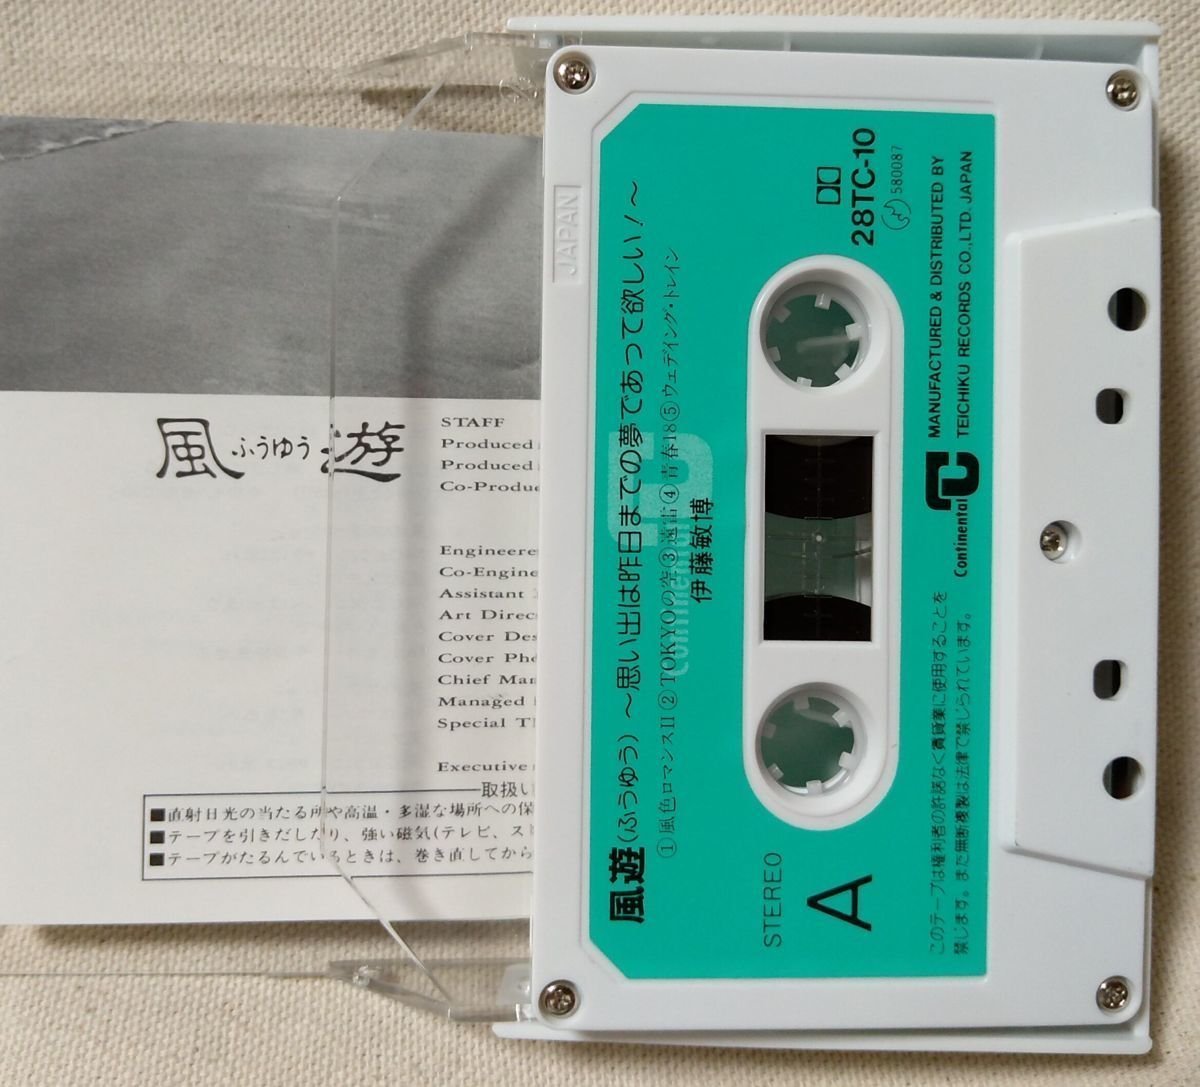 風ふうゆう遊
STAFF
Produced
Produced
Co-Produce
Engineere
Co-Engine
Assistant
Art Direc
Cover Des
Cover Pho
Chief Man
Managed
Special T
Executive
取扱い
■直射日光の当たる所や高温・多湿な場所への保
■テープを引きだしたり、強い磁気(テレビ、ス
■テープがたるんでいるときは、巻き直してから
JAPAN
風遊(ふうゆう)〜思い出は昨日までの夢であって欲しい!〜
①風色ロマンスII②TOKYOの空③遠雷④青春18⑤ウェディング・トレイン
伊藤敏博
Continental
STEREO
A
28TC-10
580087
MANUFACTURED & DISTRIBUTED BY
TEICHIKU RECORDS CO.,LTD. JAPAN
Continental
このテープは権利者の許諾なく賃貸業に使用することを
禁じます。また無断複製は法律で禁じられています。